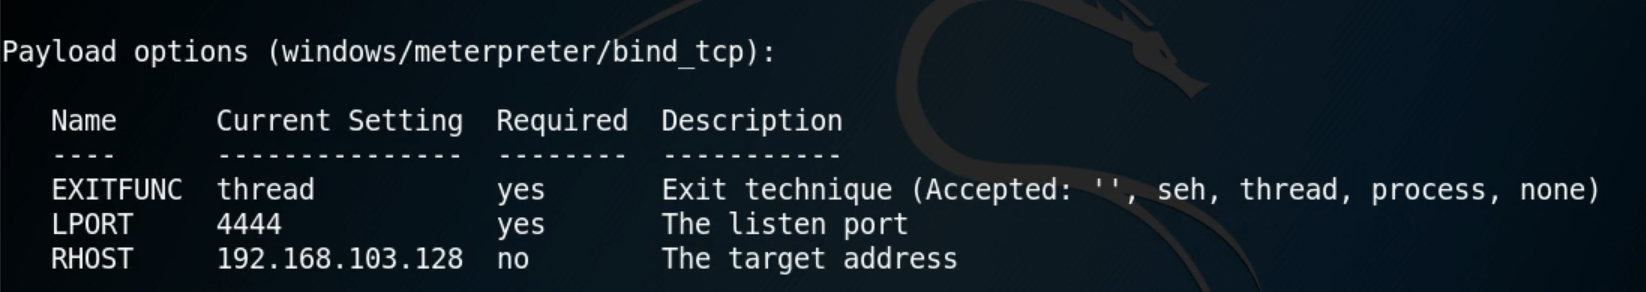 Payload options (windows/meterpreter/bind_tcp):
Name Current Setting Required Description
---- --------------- -------- -----------
EXITFUNC thread yes Exit technique (Accepted: '', seh, thread, process, none)
LPORT 4444 yes The listen port
RHOST 192.168.103.128 no The target address